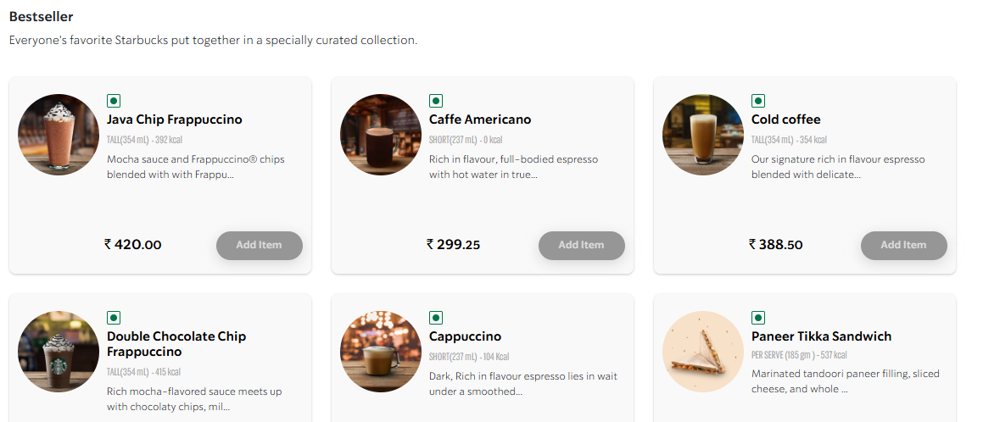 Bestseller
Everyone's favorite Starbucks put together in a specially curated collection.
Java Chip Frappuccino
TALL(354 mL) - 392 kcal
Mocha sauce and Frappuccino® chips
blended with with Frappu...
₹ 420.00
Add Item
Caffe Americano
SHORT(237 mL) - 0 kcal
Rich in flavour, full-bodied espresso
with hot water in true...
₹ 299.25
Add Item
Cold coffee
TALL(354 mL) - 354 kcal
Our signature rich in flavour espresso
blended with delicate...
₹ 388.50
Add Item
Double Chocolate Chip
Frappuccino
TALL(354 mL) - 415 kcal
Rich mocha-flavored sauce meets up
with chocolaty chips, mil...
Cappuccino
SHORT(237 mL) - 104 kcal
Dark, Rich in flavour espresso lies in wait
under a smoothed...
Paneer Tikka Sandwich
PER SERVE (185 gm ) - 537 kcal
Marinated tandoori paneer filling, sliced
cheese, and whole ...